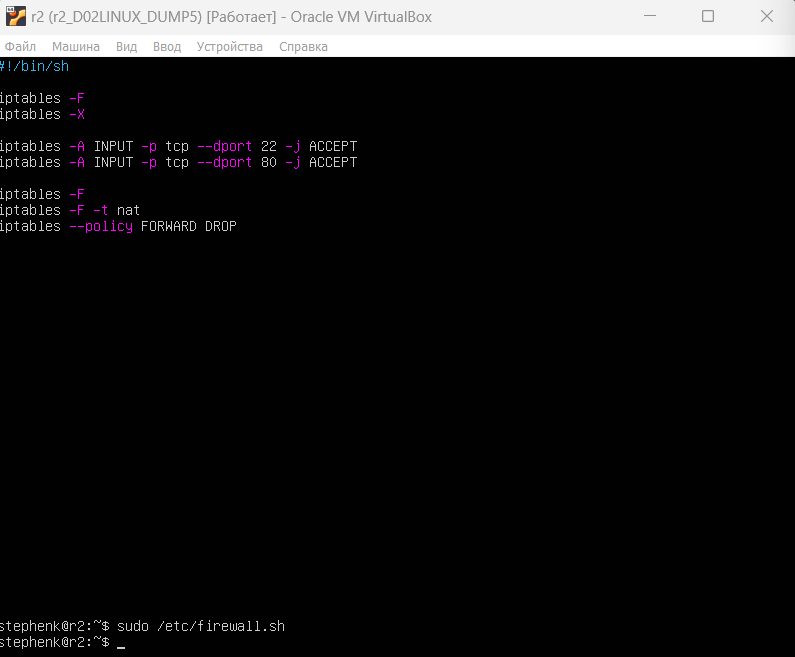 r2 (r2_D02LINUX_DUMP5) [Работает] - Oracle VM VirtualBox
Файл Машина Вид Ввод Устройства Справка
#!/bin/sh
iptables -F
iptables -X
iptables -A INPUT -p tcp --dport 22 -j ACCEPT
iptables -A INPUT -p tcp --dport 80 -j ACCEPT
iptables -F
iptables -F -t nat
iptables --policy FORWARD DROP
stephenk@r2:~$ sudo /etc/firewall.sh
stephenk@r2:~$ _